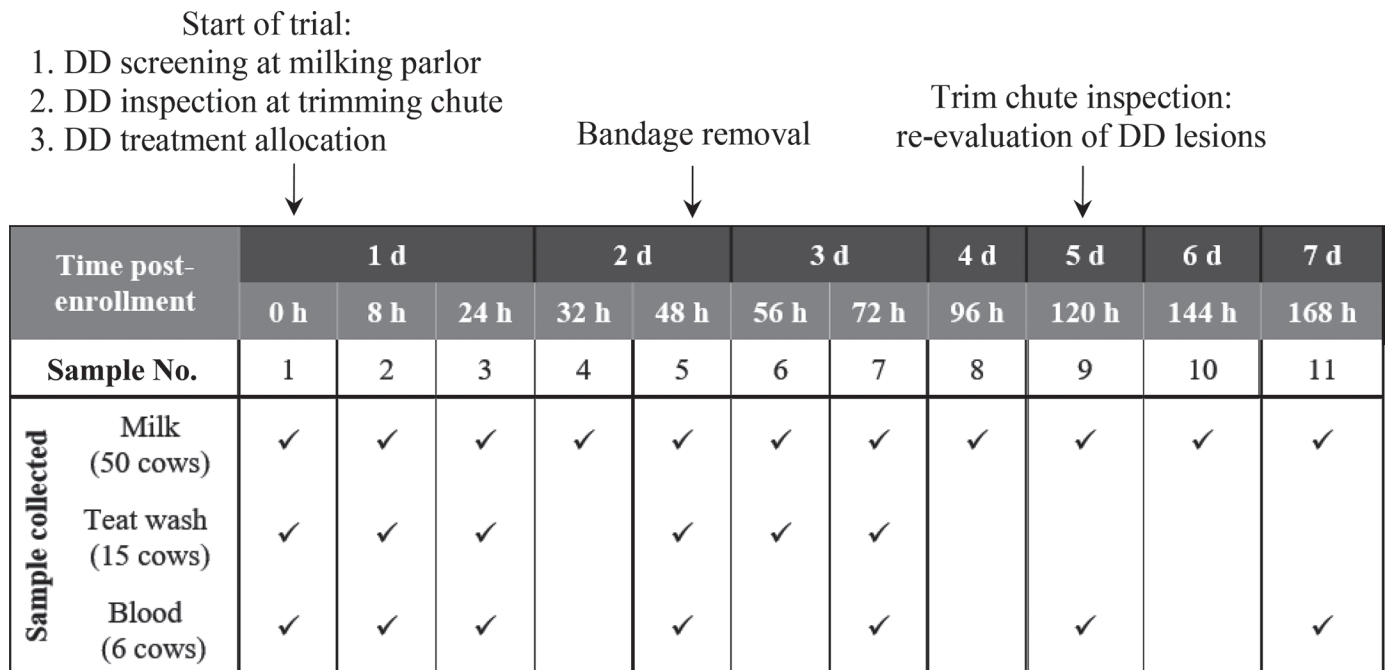 Start of trial:
1. DD screening at milking parlor
2. DD inspection at trimming chute
3. DD treatment allocation
Bandage removal
Trim chute inspection:
re-evaluation of DD lesions
Time post-
enrollment
1 d 2 d 3 d 4 d 5 d 6 d 7 d
0 h 8 h 24 h 32 h 48 h 56 h 72 h 96 h 120 h 144 h 168 h
Sample No. 1 2 3 4 5 6 7 8 9 10 11
Sample collected
Milk
(50 cows)
✓ ✓ ✓ ✓ ✓ ✓ ✓ ✓ ✓ ✓ ✓
Teat wash
(15 cows)
✓ ✓ ✓ ✓ ✓ ✓
Blood
(6 cows)
✓ ✓ ✓ ✓ ✓ ✓ ✓